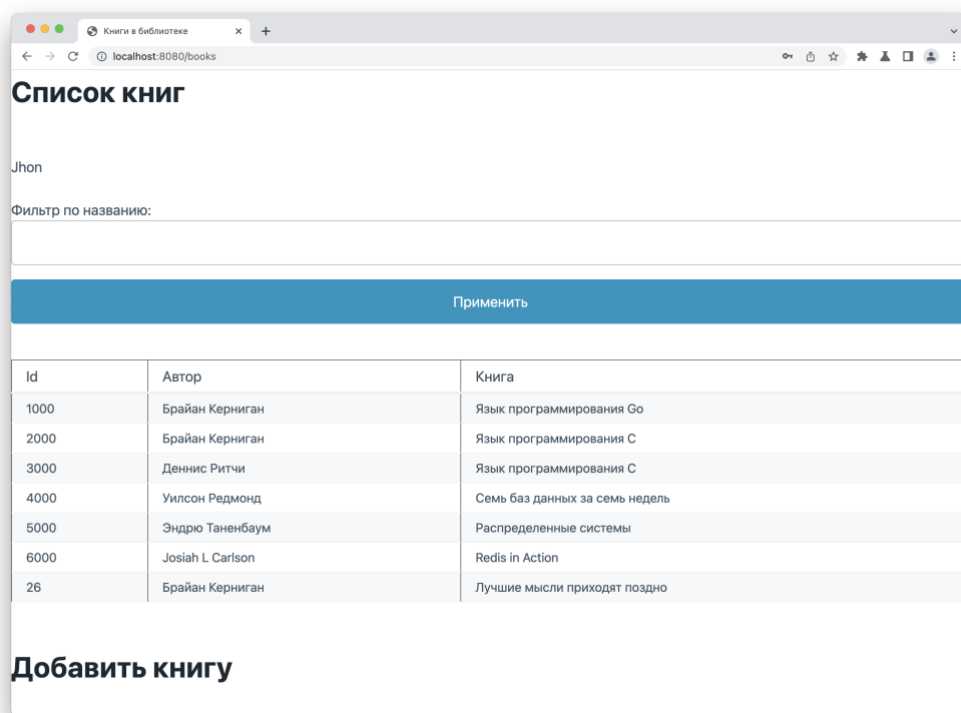 Книги в библиотеке
localhost:8080/books
Список книг
Jhon
Фильтр по названию:
Применить
Id Автор Книга
1000 Брайан Керниган Язык программирования Go
2000 Брайан Керниган Язык программирования C
3000 Деннис Ритчи Язык программирования C
4000 Уилсон Редмонд Семь баз данных за семь недель
5000 Эндрю Таненбаум Распределенные системы
6000 Josiah L Carlson Redis in Action
26 Брайан Керниган Лучшие мысли приходят поздно
Добавить книгу